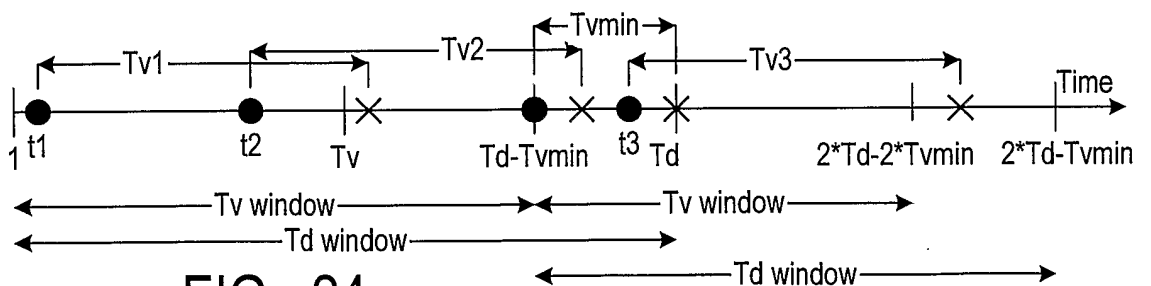 Tvmin
Tv1
Tv2
Tv3
Time
1 t1 t2 Tv Td-Tvmin t3 Td 2*Td-2*Tvmin 2*Td-Tvmin
Tv window Tv window
Td window
Td window